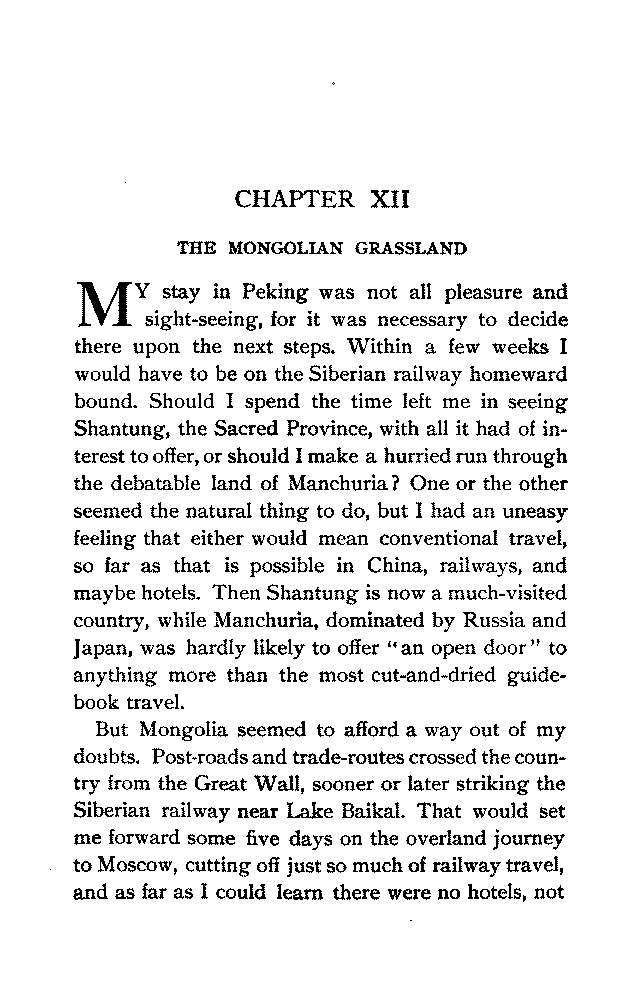 CHAPTER XII
THE MONGOLIAN GRASSLAND
MY stay in Peking was not all pleasure and
sight-seeing, for it was necessary to decide
there upon the next steps. Within a few weeks I
would have to be on the Siberian railway homeward
bound. Should I spend the time left me in seeing
Shantung, the Sacred Province, with all it had of in-
terest to offer, or should I make a hurried run through
the debatable land of Manchuria? One or the other
seemed the natural thing to do, but I had an uneasy
feeling that either would mean conventional travel,
so far as that is possible in China, railways, and
maybe hotels. Then Shantung is now a much-visited
country, while Manchuria, dominated by Russia and
Japan, was hardly likely to offer "an open door" to
anything more than the most cut-and-dried guide-
book travel.
But Mongolia seemed to afford a way out of my
doubts. Post-roads and trade-routes crossed the coun-
try from the Great Wall, sooner or later striking the
Siberian railway near Lake Baikal. That would set
me forward some five days on the overland journey
to Moscow, cutting off just so much of railway travel,
and as far as I could learn there were no hotels, not